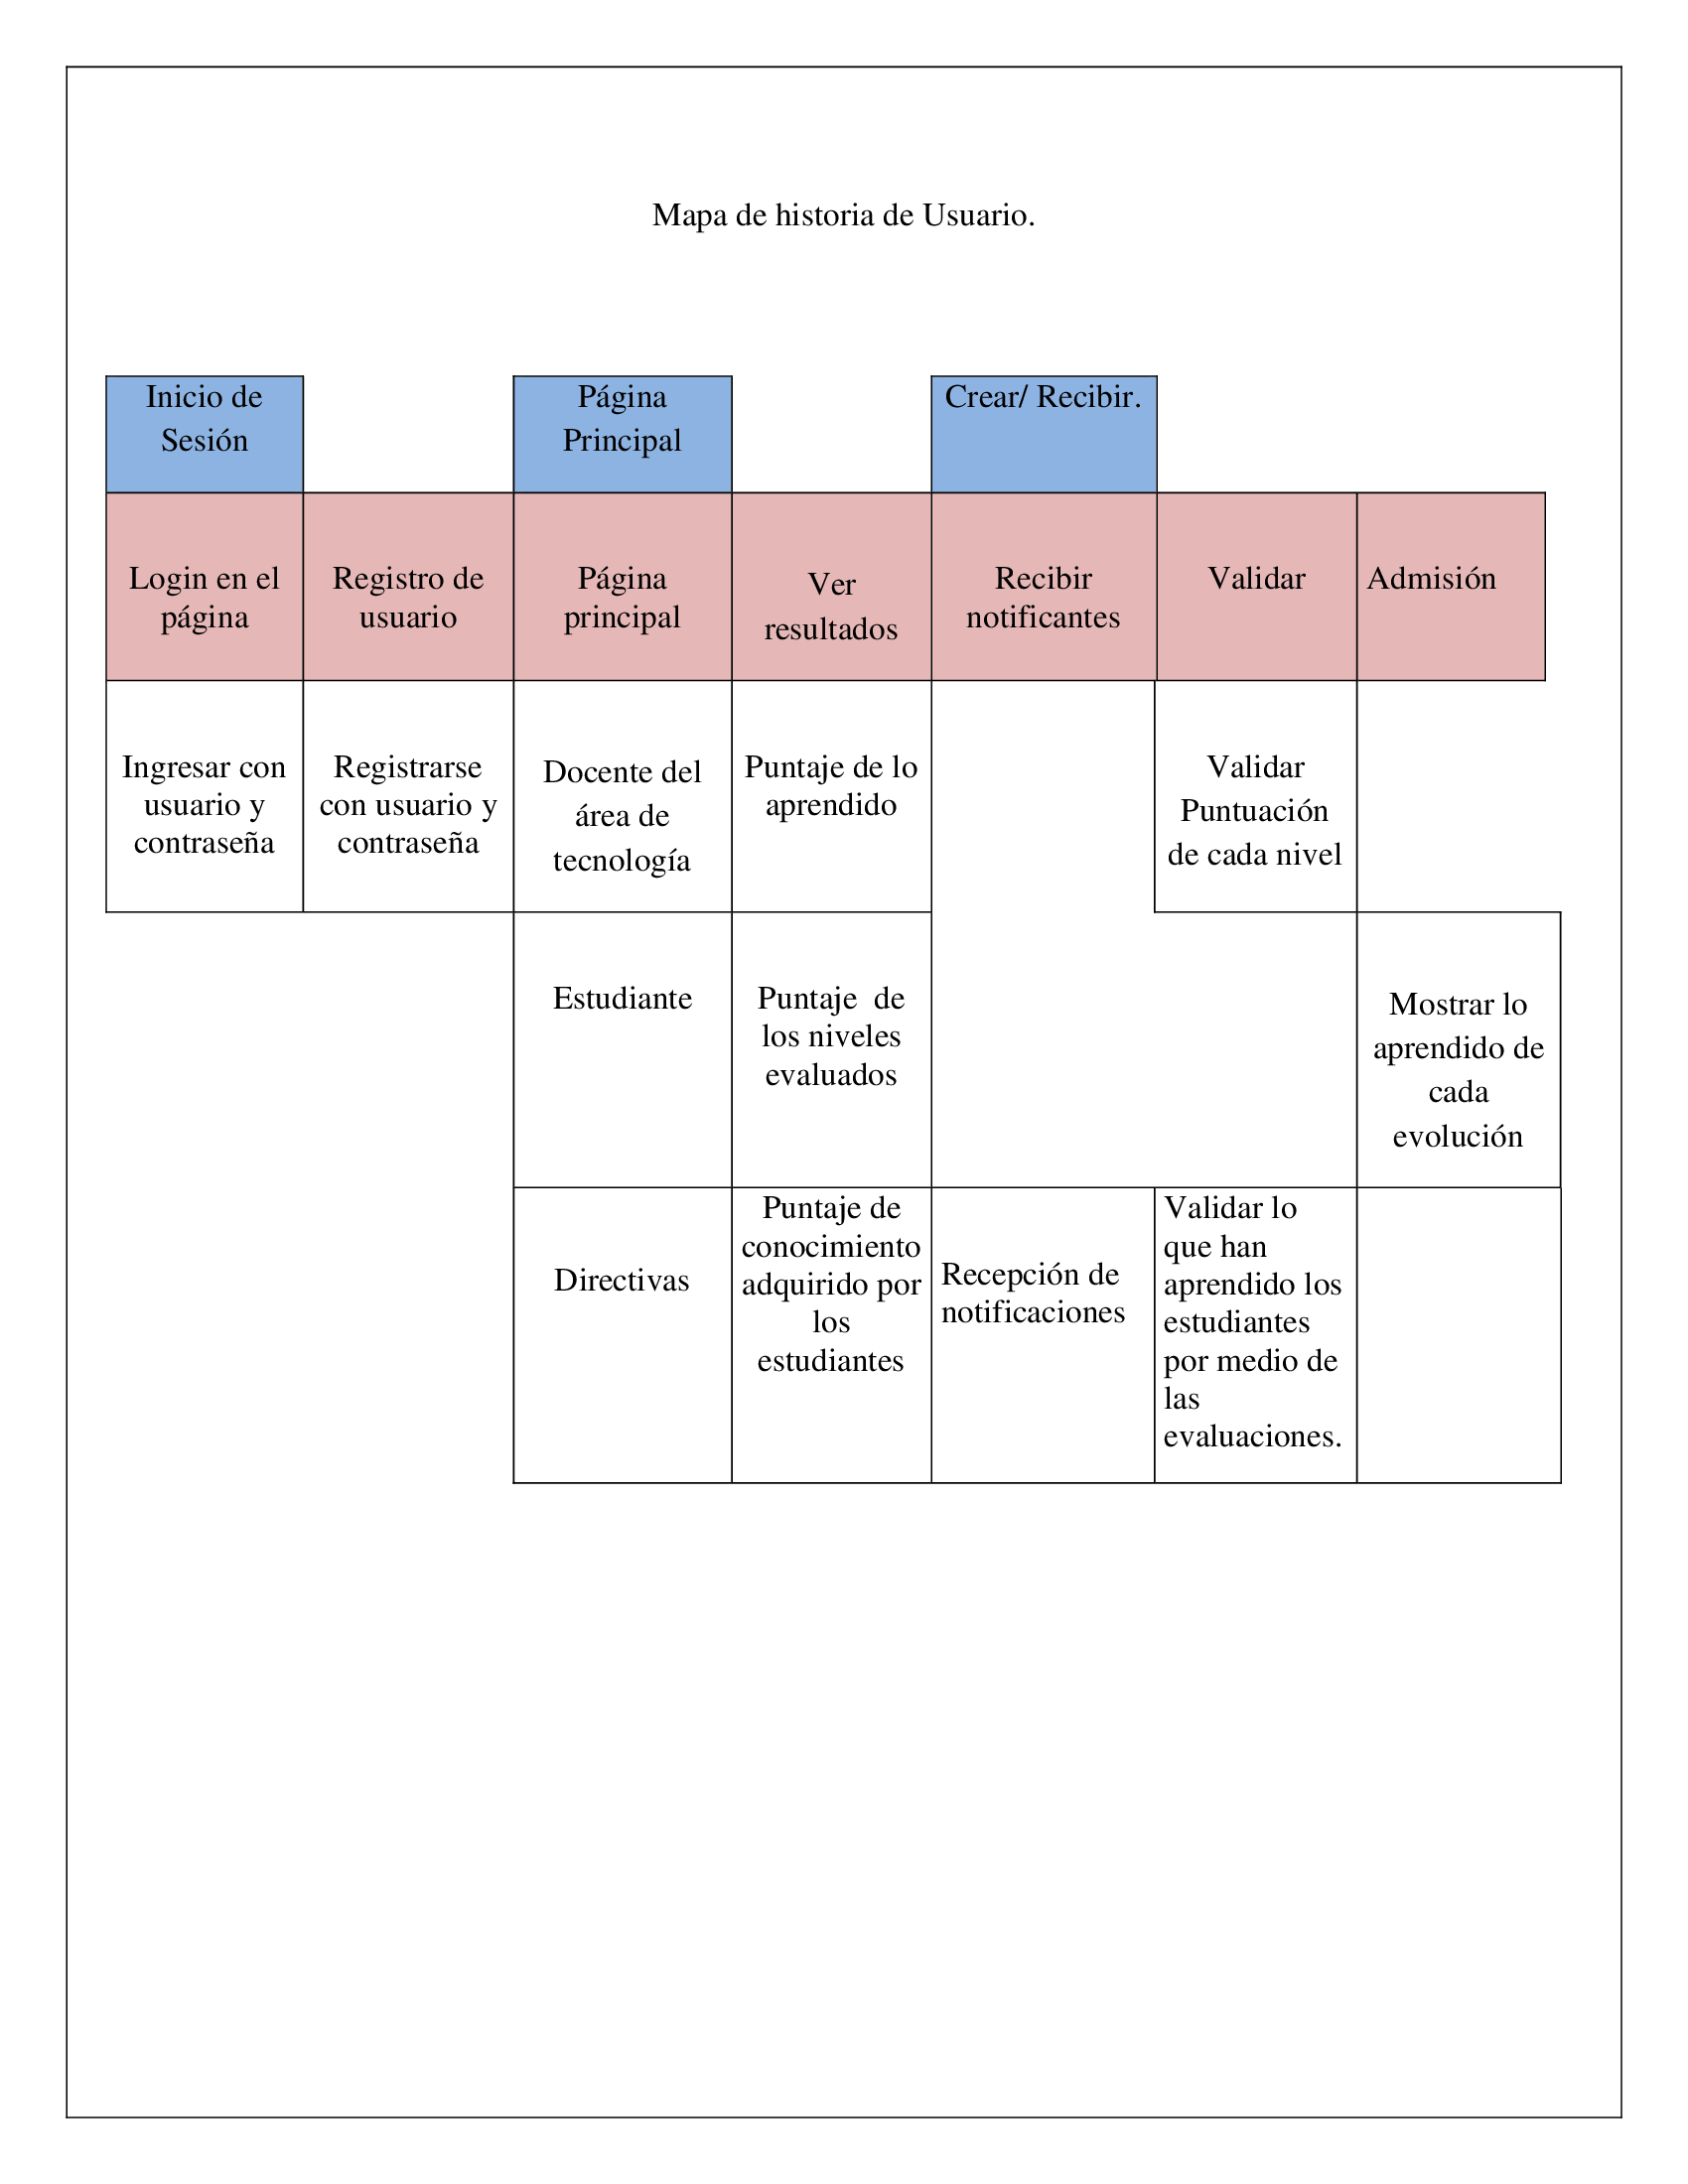 Mapa de historia de Usuario.
Inicio de
Sesión
Página
Principal
Crear/ Recibir.
Login en el
página
Registro de
usuario
Página
principal
Ver
resultados
Recibir
notificantes
Validar
Admisión
Ingresar con
usuario y
contraseña
Registrarse
con usuario y
contraseña
Docente del
área de
tecnología
Puntaje de lo
aprendido
Validar
Puntuación
de cada nivel
Estudiante
Puntaje  de
los niveles
evaluados
Mostrar lo
aprendido de
cada
evolución
Directivas
Puntaje de
conocimiento
adquirido por
los
estudiantes
Recepción de
notificaciones
Validar lo
que han
aprendido los
estudiantes
por medio de
las
evaluaciones.